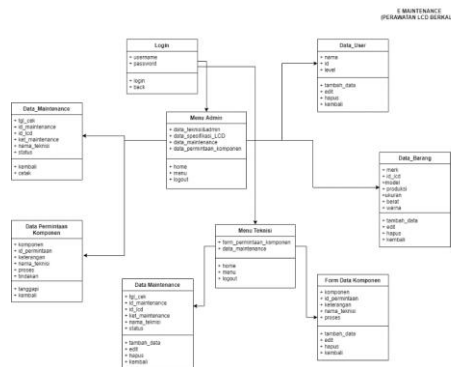 E MAINTENANCE
(PERAWATAN LCD BERKAL
Login
+ username
+ password
+ login
+ back
Data_User
+ nama
+ id
+ level
+ tambah_data
+ edit
+ hapus
+ kembali
Data_Maintenance
+ tgl_cek
+ id_maintenance
+ id_lcd
+ ket_maintenance
+ nama_teknisi
+ status
+ kembali
+ cetak
Menu Admin
+ data_teknisi&admin
+ data_spesifikasi_LCD
+ data_maintenance
+ data_permintaan_komponen
+ home
+ menu
+ logout
Data_Barang
+ merk
+ id_lcd
+model
+ produksi
+ukuran
+ berat
+ warna
+ tambah_data
+ edit
+ hapus
+ kembali
Data Permintaan
Komponen
+ komponen
+ id_permintaan
+ keterangan
+ nama_teknisi
+ proses
+ tindakan
+ tanggapi
+ kembali
Menu Teknisi
+ form_permintaan_komponen
+ data_maintenance
+ home
+ menu
+ logout
Data Maintenance
+ tgl_cek
+ id_maintenance
+ id_lcd
+ ket_maintenance
+ nama_teknisi
+ status
+ tambah_data
+ edit
+ hapus
+ kembali
Form Data Komponen
+ komponen
+ id_permintaan
+ keterangan
+ nama_teknisi
+ proses
+ tambah_data
+ edit
+ hapus
+ kembali